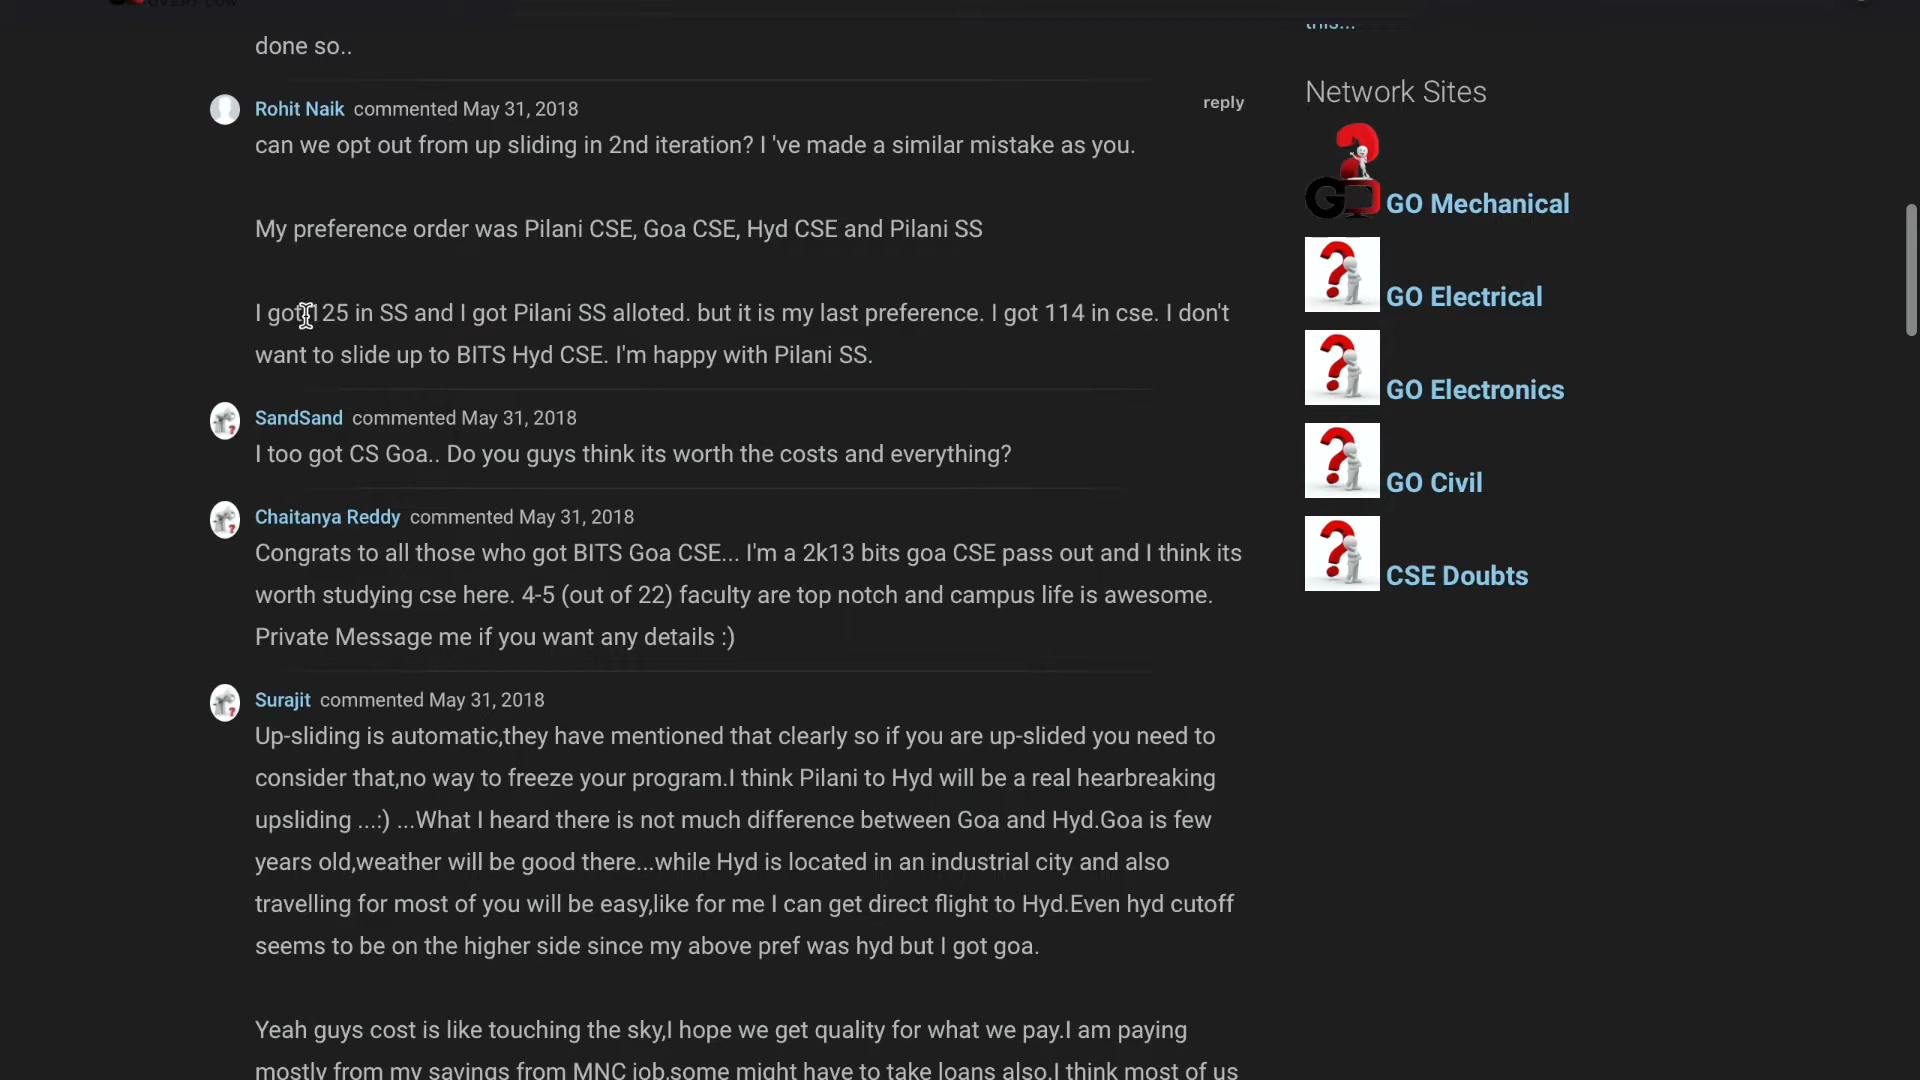 this...
done so..
Rohit Naik commented May 31, 2018
reply
can we opt out from up sliding in 2nd iteration? I 've made a similar mistake as you.
My preference order was Pilani CSE, Goa CSE, Hyd CSE and Pilani SS
I got 125 in SS and I got Pilani SS alloted. but it is my last preference. I got 114 in cse. I don't
want to slide up to BITS Hyd CSE. I'm happy with Pilani SS.
SandSand commented May 31, 2018
I too got CS Goa.. Do you guys think its worth the costs and everything?
Chaitanya Reddy commented May 31, 2018
Congrats to all those who got BITS Goa CSE... I'm a 2k13 bits goa CSE pass out and I think its
worth studying cse here. 4-5 (out of 22) faculty are top notch and campus life is awesome.
Private Message me if you want any details :)
Surajit commented May 31, 2018
Up-sliding is automatic,they have mentioned that clearly so if you are up-slided you need to
consider that,no way to freeze your program.I think Pilani to Hyd will be a real hearbreaking
upsliding ...:) ...What I heard there is not much difference between Goa and Hyd.Goa is few
years old,weather will be good there...while Hyd is located in an industrial city and also
travelling for most of you will be easy,like for me I can get direct flight to Hyd.Even hyd cutoff
seems to be on the higher side since my above pref was hyd but I got goa.
Yeah guys cost is like touching the sky,I hope we get quality for what we pay.I am paying
mostly from my savings from MNC job,some might have to take loans also.I think most of us
Network Sites
GO Mechanical
GO Electrical
GO Electronics
GO Civil
CSE Doubts